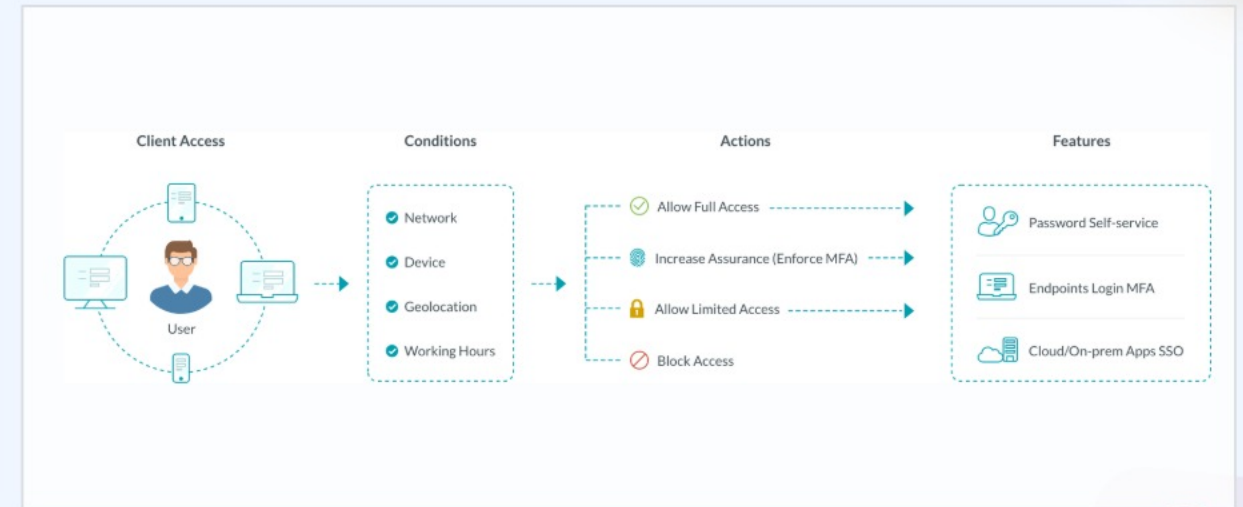 Client Access
Conditions
Actions
Features
User
Network
Device
Geolocation
Working Hours
Allow Full Access
Increase Assurance (Enforce MFA)
Allow Limited Access
Block Access
Password Self-service
Endpoints Login MFA
Cloud/On-prem Apps SSO